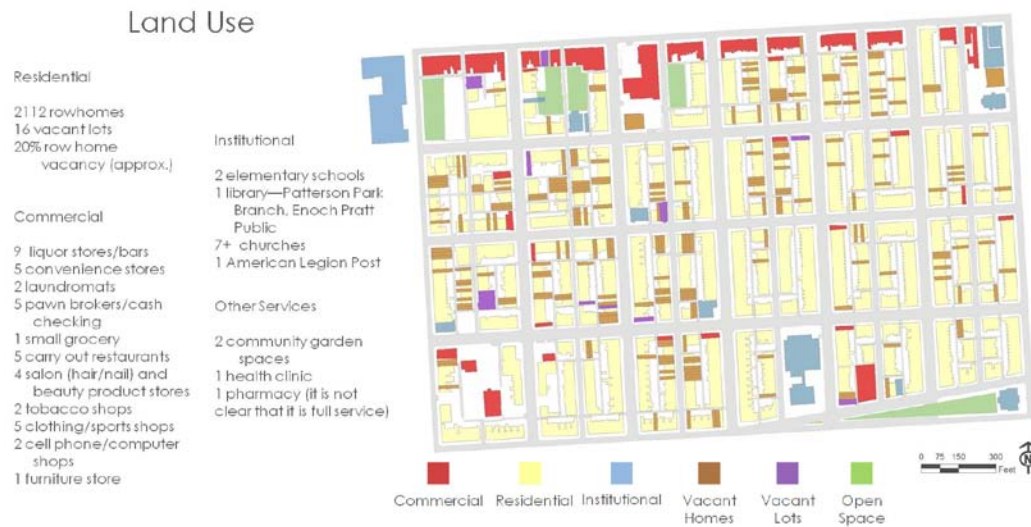 Land Use
Residential
2112 rowhomes
16 vacant lots
20% row home
vacancy (approx.)
Commercial
9 liquor stores/bars
5 convenience stores
2 laundromats
5 pawn brokers/cash
checking
1 small grocery
5 carry out restaurants
4 salon (hair/nail) and
beauty product stores
2 tobacco shops
5 clothing/sports shops
2 cell phone/computer
shops
1 furniture store
Institutional
2 elementary schools
1 library—Patterson Park
Branch, Enoch Pratt
Public
7+ churches
1 American Legion Post
Other Services
2 community garden
spaces
1 health clinic
1 pharmacy (it is not
clear that it is full service)
Commercial
Residential
Institutional
Vacant
Homes
Vacant
Lots
Open
Space
0 75 150 300
Feet
N